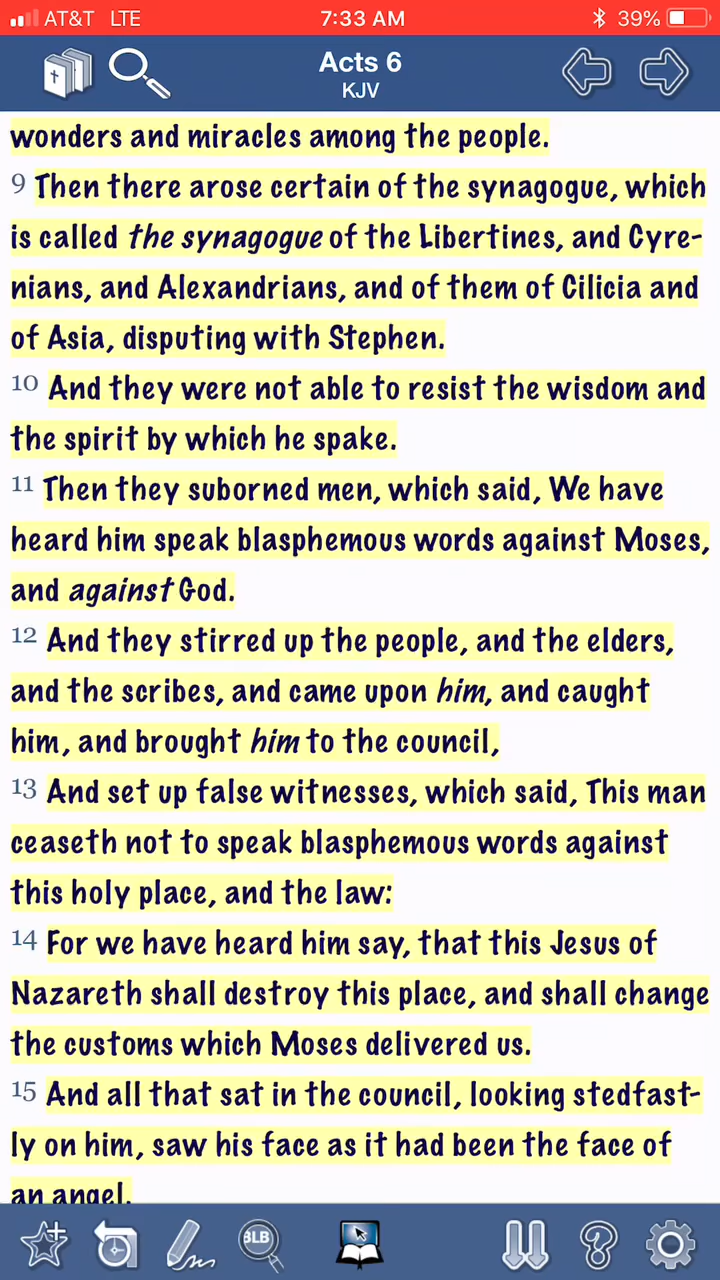 AT&T LTE 7:33 AM 39%
Acts 6
KJV
wonders and miracles among the people.
9 Then there arose certain of the synagogue, which
is called the synagogue of the Libertines, and Cyre-
nians, and Alexandrians, and of them of Cilicia and
of Asia, disputing with Stephen.
10 And they were not able to resist the wisdom and
the spirit by which he spake.
11 Then they suborned men, which said, We have
heard him speak blasphemous words against Moses,
and against God.
12 And they stirred up the people, and the elders,
and the scribes, and came upon him, and caught
him, and brought him to the council,
13 And set up false witnesses, which said, This man
ceaseth not to speak blasphemous words against
this holy place, and the law:
14 For we have heard him say, that this Jesus of
Nazareth shall destroy this place, and shall change
the customs which Moses delivered us.
15 And all that sat in the council, looking stedfast-
ly on him, saw his face as it had been the face of
an angel.
BLB